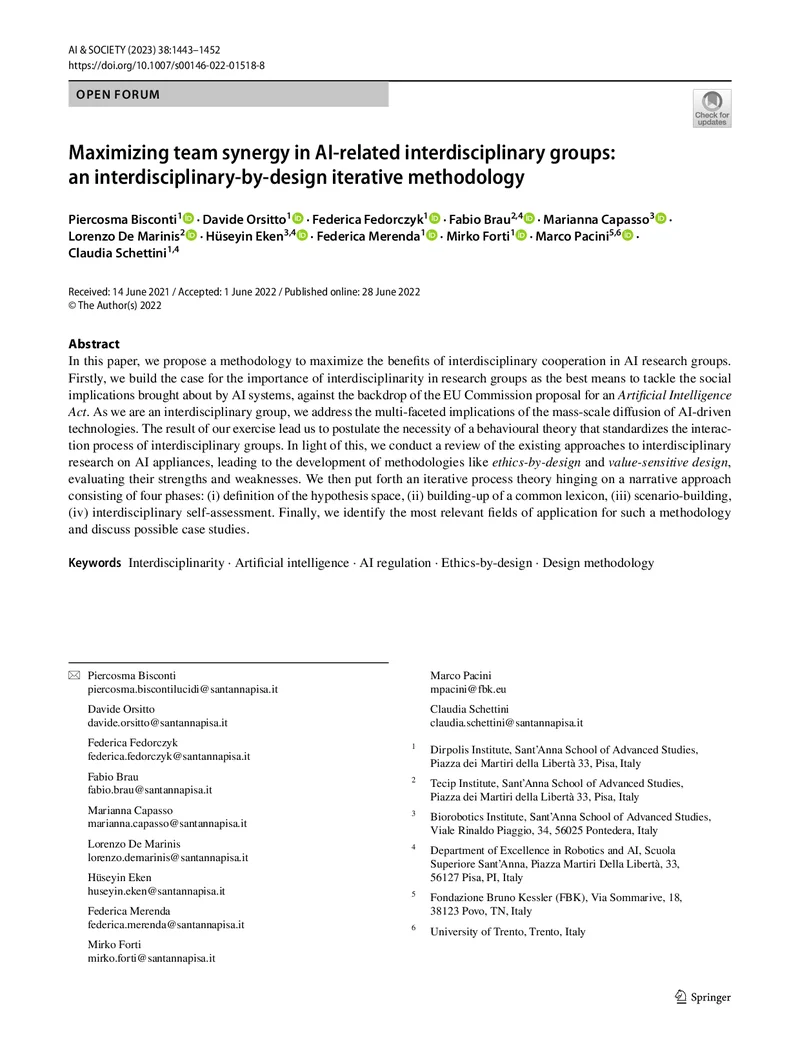 AI & SOCIETY (2023) 38:1443–1452
https://doi.org/10.1007/s00146-022-01518-8
OPEN FORUM
Check for
updates
Maximizing team synergy in AI-related interdisciplinary groups:
an interdisciplinary-by-design iterative methodology
Piercosma Bisconti1 · Davide Orsitto1 · Federica Fedorczyk1 · Fabio Brau2,4 · Marianna Capasso3 ·
Lorenzo De Marinis2 · Hüseyin Eken3,4 · Federica Merenda1 · Mirko Forti1 · Marco Pacini5,6 ·
Claudia Schettini1,4
Received: 14 June 2021 / Accepted: 1 June 2022 / Published online: 28 June 2022
© The Author(s) 2022
Abstract
In this paper, we propose a methodology to maximize the benefits of interdisciplinary cooperation in AI research groups.
Firstly, we build the case for the importance of interdisciplinarity in research groups as the best means to tackle the social
implications brought about by AI systems, against the backdrop of the EU Commission proposal for an Artificial Intelligence
Act. As we are an interdisciplinary group, we address the multi-faceted implications of the mass-scale diffusion of AI-driven
technologies. The result of our exercise lead us to postulate the necessity of a behavioural theory that standardizes the interac-
tion process of interdisciplinary groups. In light of this, we conduct a review of the existing approaches to interdisciplinary
research on AI appliances, leading to the development of methodologies like ethics-by-design and value-sensitive design,
evaluating their strengths and weaknesses. We then put forth an iterative process theory hinging on a narrative approach
consisting of four phases: (i) definition of the hypothesis space, (ii) building-up of a common lexicon, (iii) scenario-building,
(iv) interdisciplinary self-assessment. Finally, we identify the most relevant fields of application for such a methodology
and discuss possible case studies.
Keywords Interdisciplinarity · Artificial intelligence · AI regulation · Ethics-by-design · Design methodology
Piercosma Bisconti
piercosma.biscontilucidi@santannapisa.it
Davide Orsitto
davide.orsitto@santannapisa.it
Federica Fedorczyk
federica.fedorczyk@santannapisa.it
Fabio Brau
fabio.brau@santannapisa.it
Marianna Capasso
marianna.capasso@santannapisa.it
Lorenzo De Marinis
lorenzo.demarinis@santannapisa.it
Hüseyin Eken
huseyin.eken@santannapisa.it
Federica Merenda
federica.merenda@santannapisa.it
Mirko Forti
mirko.forti@santannapisa.it
Marco Pacini
mpacini@fbk.eu
Claudia Schettini
claudia.schettini@santannapisa.it
1 Dirpolis Institute, Sant'Anna School of Advanced Studies,
Piazza dei Martiri della Libertà 33, Pisa, Italy
2 Tecip Institute, Sant'Anna School of Advanced Studies,
Piazza dei Martiri della Libertà 33, Pisa, Italy
3 Biorobotics Institute, Sant'Anna School of Advanced Studies,
Viale Rinaldo Piaggio, 34, 56025 Pontedera, Italy
4 Department of Excellence in Robotics and AI, Scuola
Superiore Sant'Anna, Piazza Martiri Della Libertà, 33,
56127 Pisa, PI, Italy
5 Fondazione Bruno Kessler (FBK), Via Sommarive, 18,
38123 Povo, TN, Italy
6 University of Trento, Trento, Italy
Springer